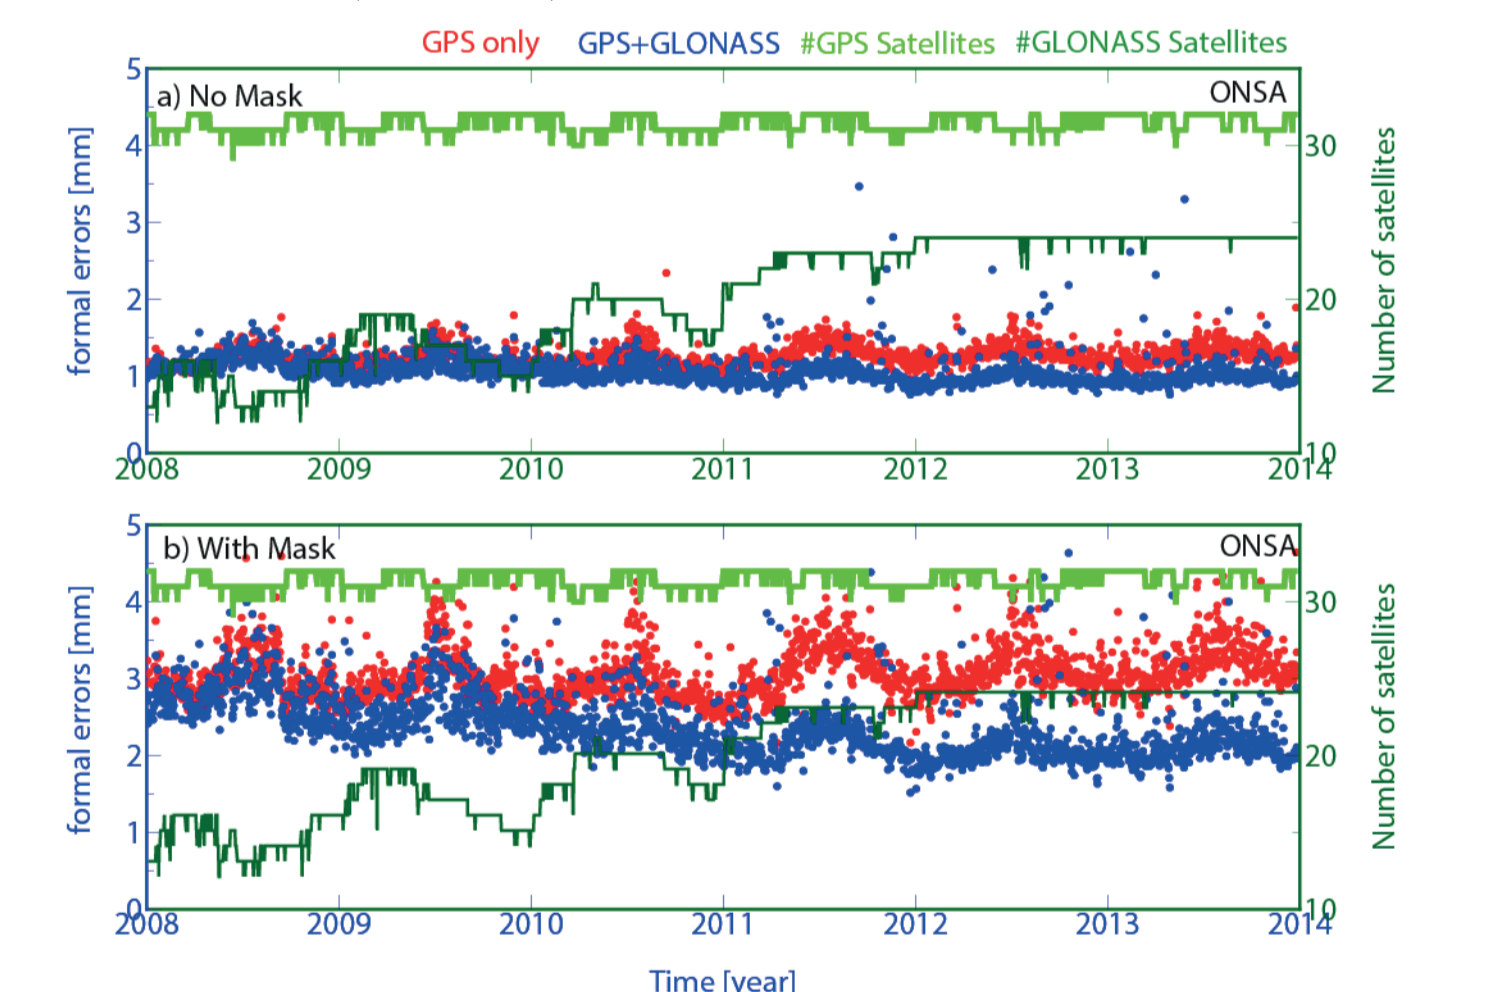 GPS only GPS+GLONASS #GPS Satellites #GLONASS Satellites
a) No Mask ONSA
formal errors [mm]
5
4
3
2
1
0
30
20
10
Number of satellites
2008 2009 2010 2011 2012 2013 2014
b) With Mask ONSA
formal errors [mm]
5
4
3
2
1
0
30
20
10
Number of satellites
2008 2009 2010 2011 2012 2013 2014
Time [year]